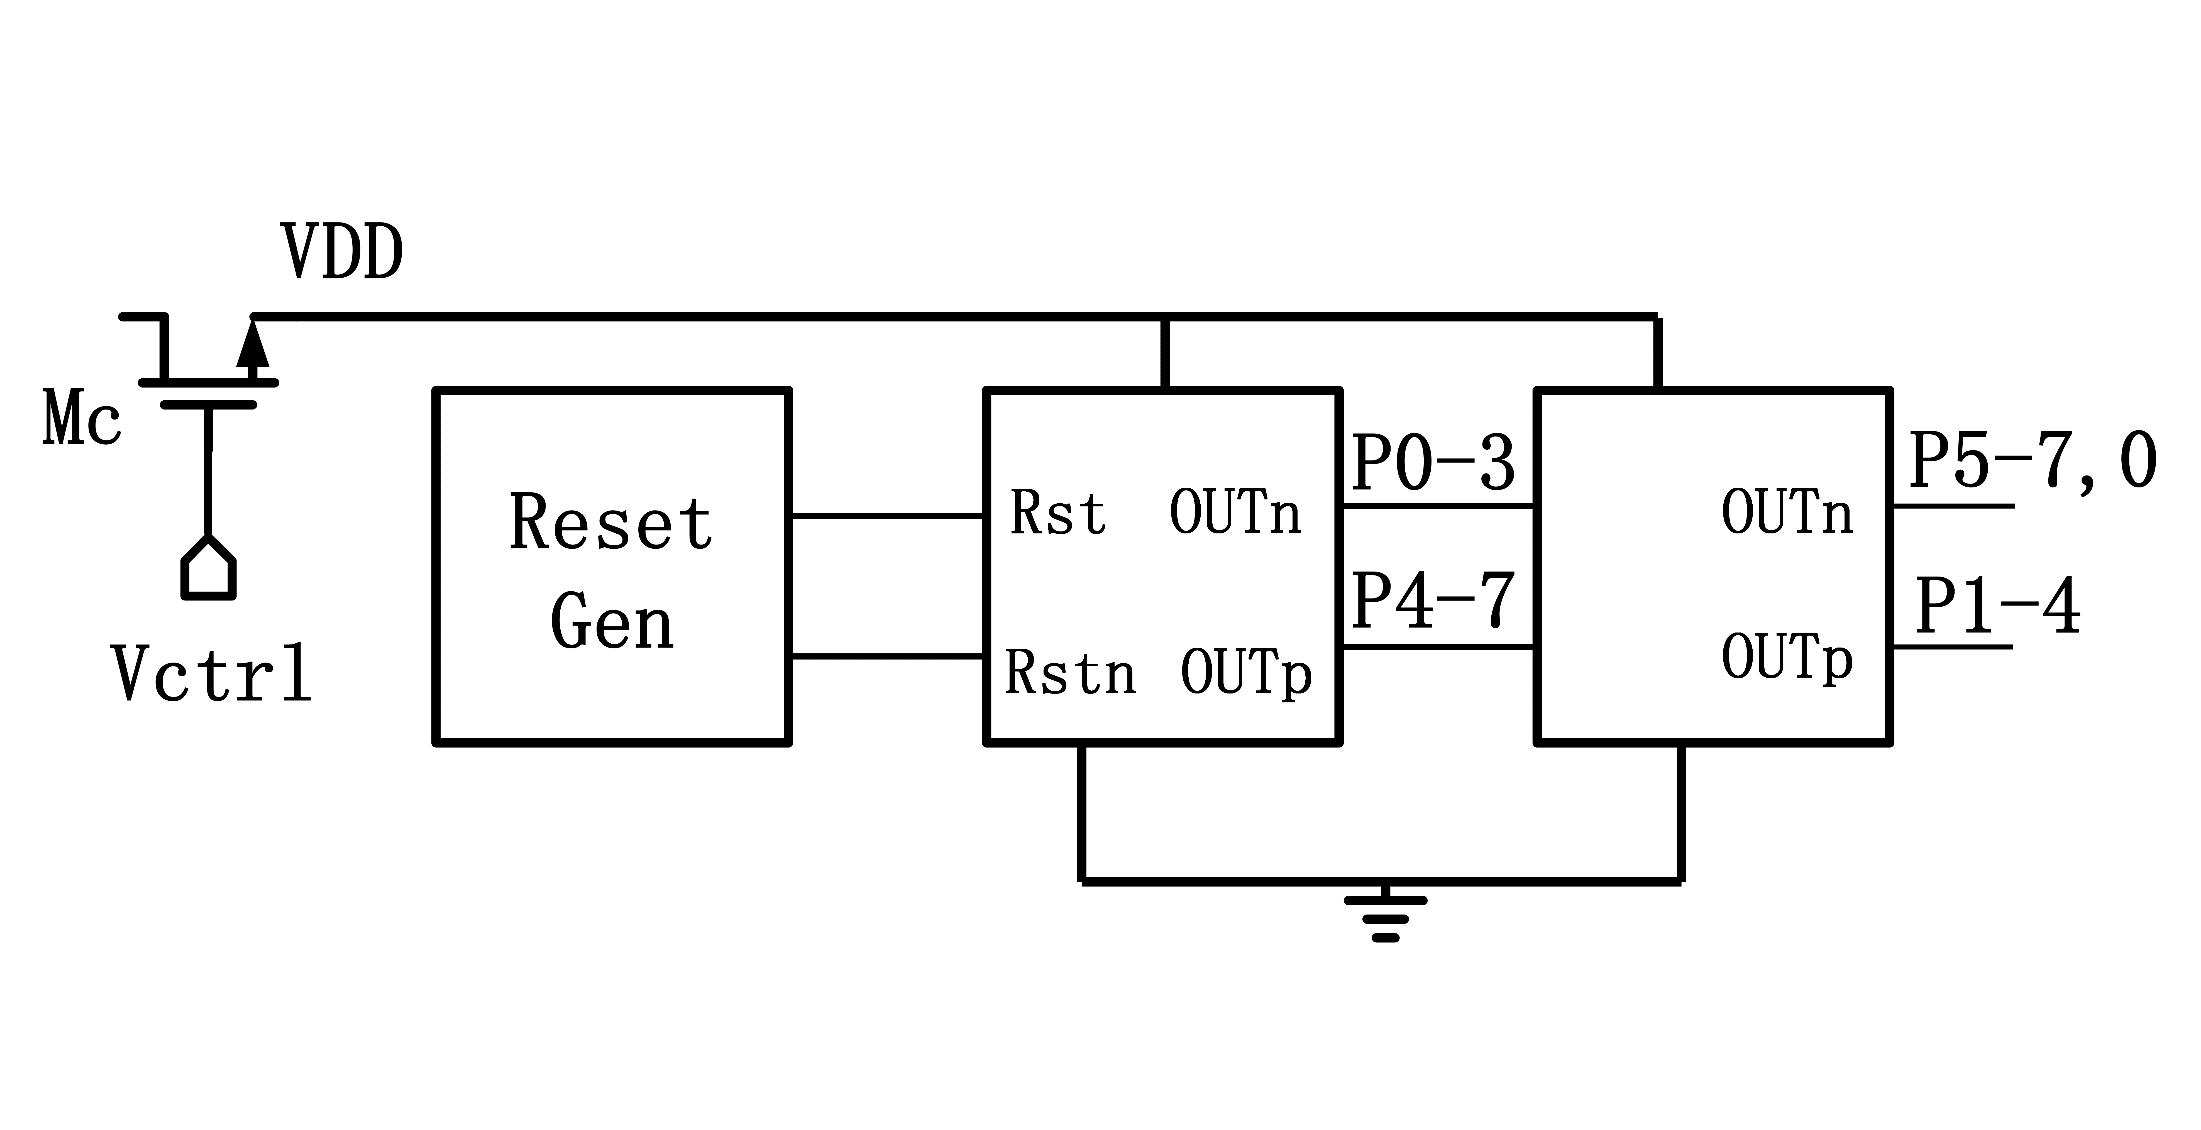 VDD
Mc
Vctrl
Reset
Gen
Rst
OUTn
Rstn
OUTp
P0-3
P4-7
OUTn
OUTp
P5-7,0
P1-4